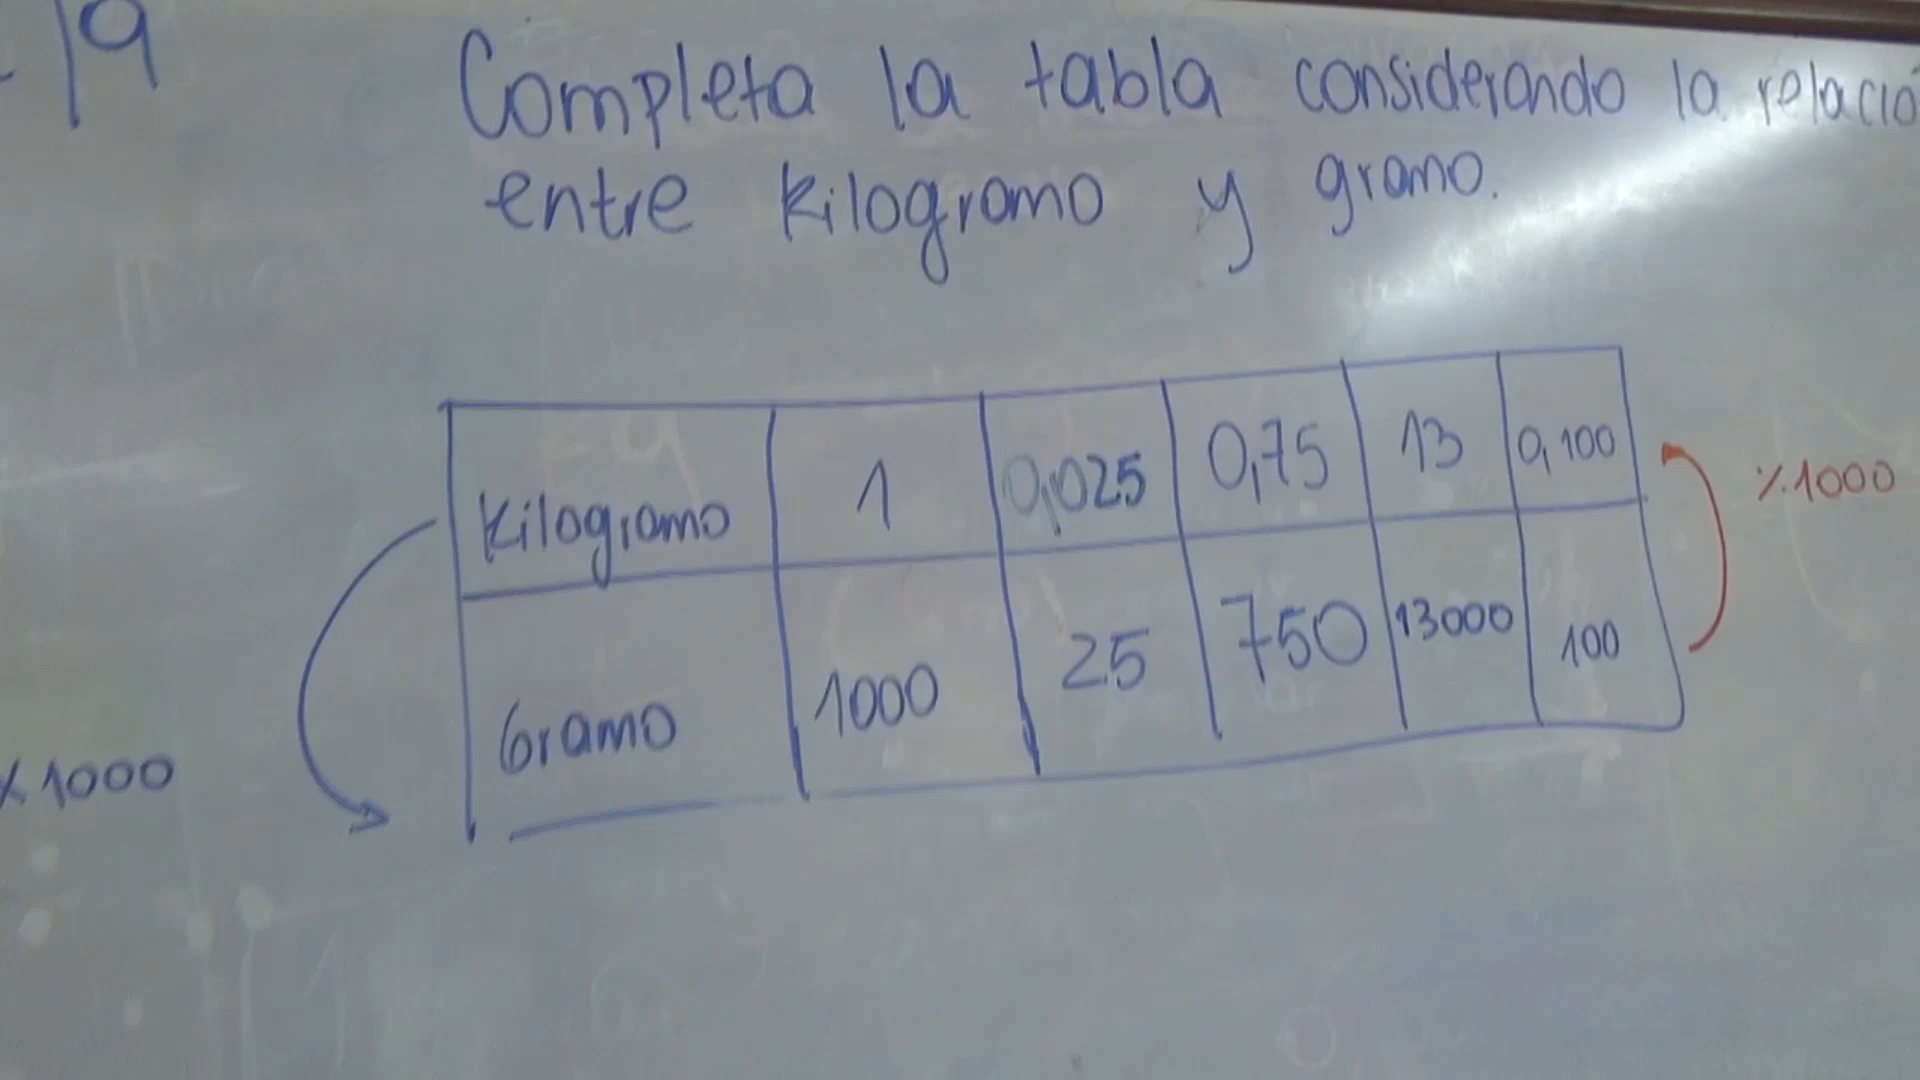 19
Completa la tabla considerando la relació
entre kilogramo y gramo.
Kilogramo 1 0,025 0,75 13 0,100
Gramo 1000 25 750 13000 100
x 1000
٪ 1000